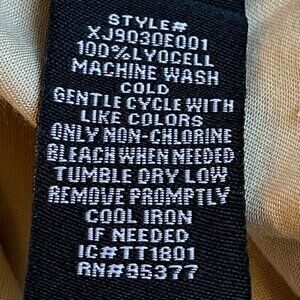 STYLE#
XJ9030E001
100%LYOCELL
MACHINE WASH
COLD
GENTLE CYCLE WITH
LIKE COLORS
ONLY NON-CHLORINE
BLEACH WHEN NEEDED
TUMBLE DRY LOW
REMOVE PROMPTLY
COOL IRON
IF NEEDED
IC#TT1801
RN#95377